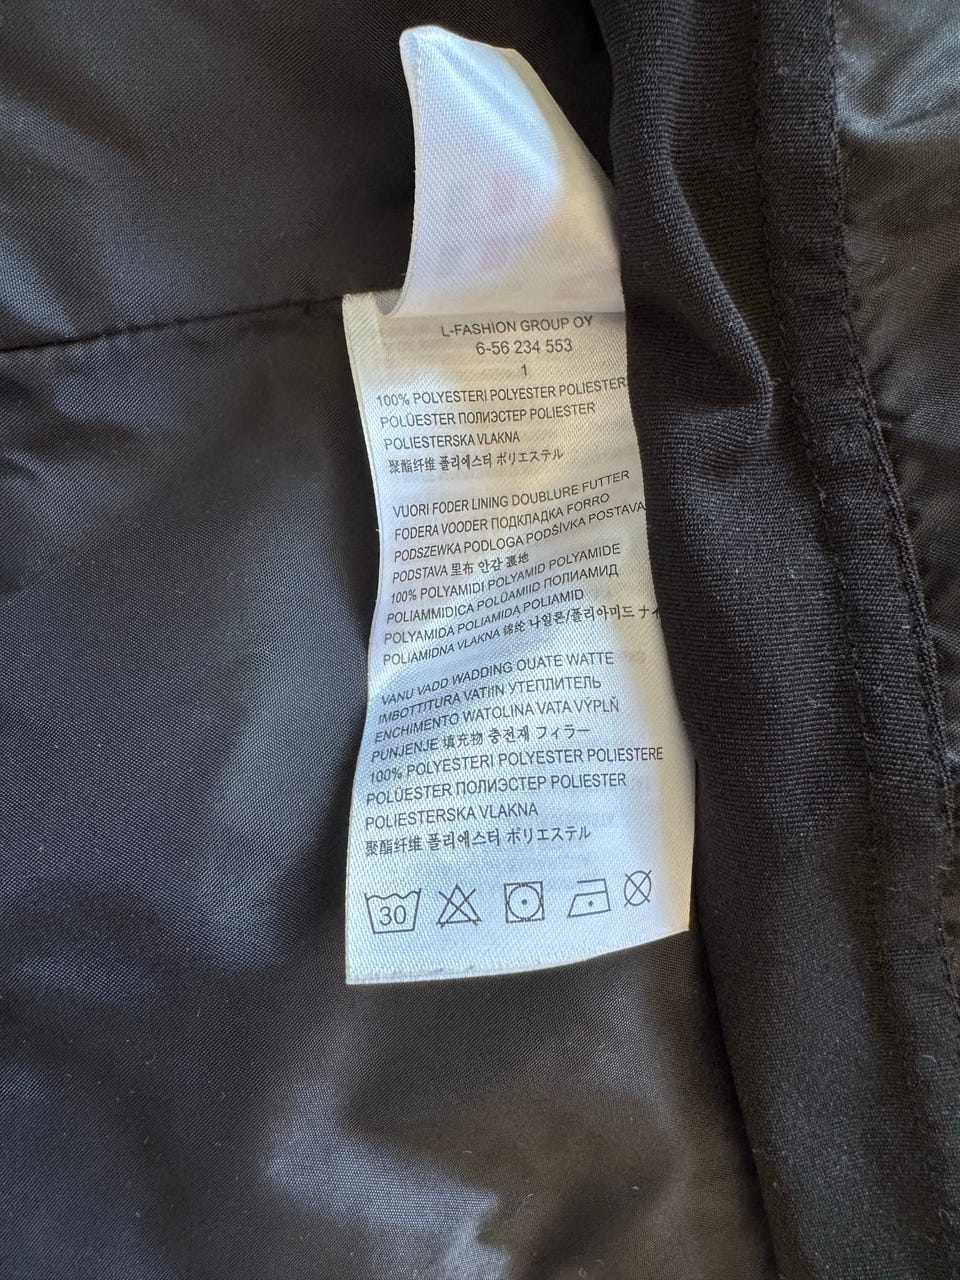 L-FASHION GROUP OY
6-56 234 553
1
100% POLYESTERI POLYESTER POLIESTER
POLÜESTER ПОЛИЭСТЕР POLIESTER
POLIESTERSKA VLAKNA
聚酯纤维 폴리에스터 ポリエステル
VUORI FODER LINING DOUBLURE FUTTER
FODERA VOODER ПОДКЛАДКА FORRO
PODSZEWKA PODLOGA PODŠÍVKA POSTAVA
PODSTAVA 里布 안감 裏地
100% POLYAMIDI POLYAMID POLYAMIDE
POLIAMMIDICA POLÜAMIID ПОЛИАМИД
POLYAMIDA POLIAMIDA POLIAMID
POLIAMIDNA VLAKNA 锦纶 나일론/폴리아미드 ナイ
VANU VADD WADDING OUATE WATTE
IMBOTTITURA VATIIN УТЕПЛИТЕЛЬ
ENCHIMENTO WATOLINA VATA VÝPLŇ
PUNJENJE 填充物 충전재 フィラー
100% POLYESTERI POLYESTER POLIESTERE
POLÜESTER ПОЛИЭСТЕР POLIESTER
POLIESTERSKA VLAKNA
聚酯纤维 폴리에스터 ポリエステル
30